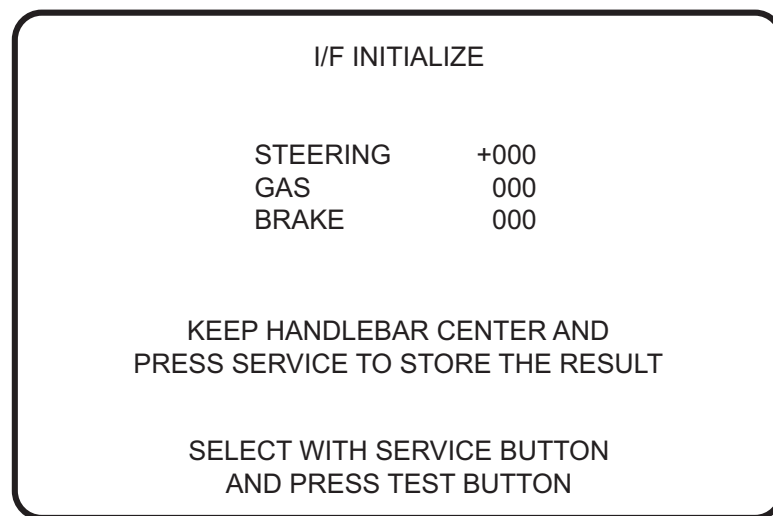 I/F INITIALIZE
STEERING +000
GAS 000
BRAKE 000
KEEP HANDLEBAR CENTER AND
PRESS SERVICE TO STORE THE RESULT
SELECT WITH SERVICE BUTTON
AND PRESS TEST BUTTON